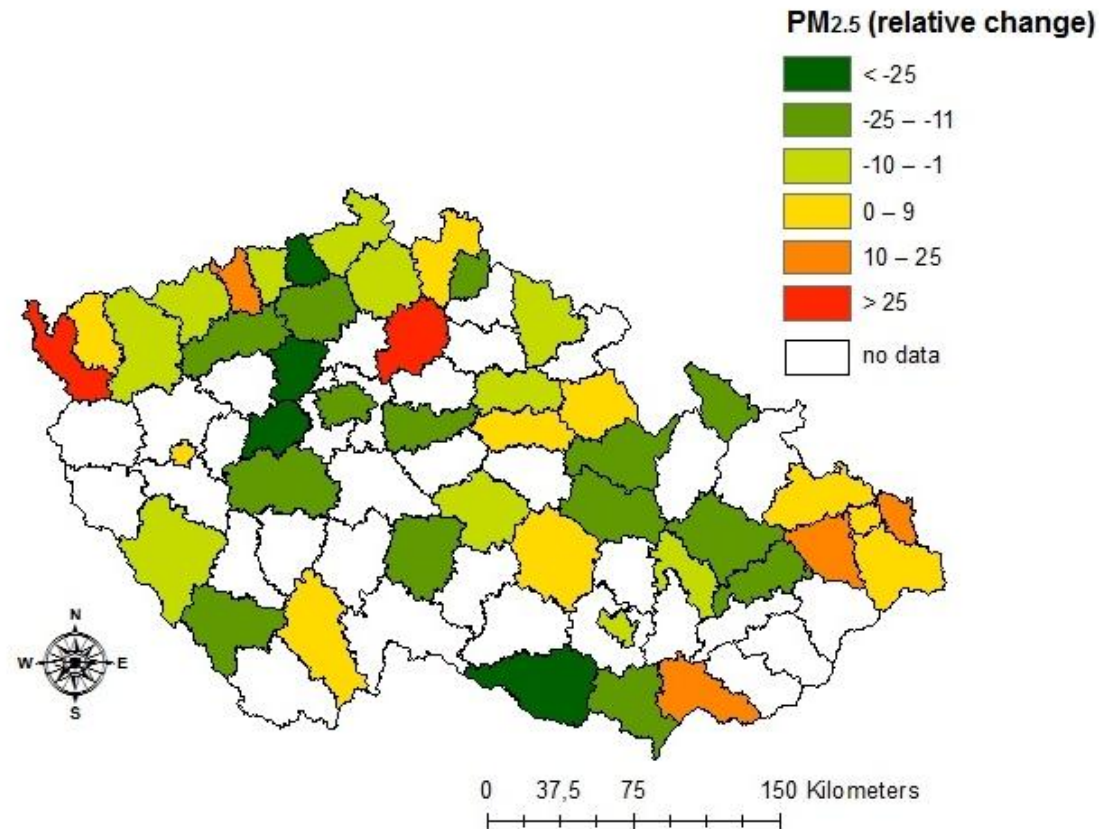 PM2.5 (relative change)
< -25
-25 – -11
-10 – -1
0 – 9
10 – 25
> 25
no data
N
W E
S
0 37,5 75 150 Kilometers